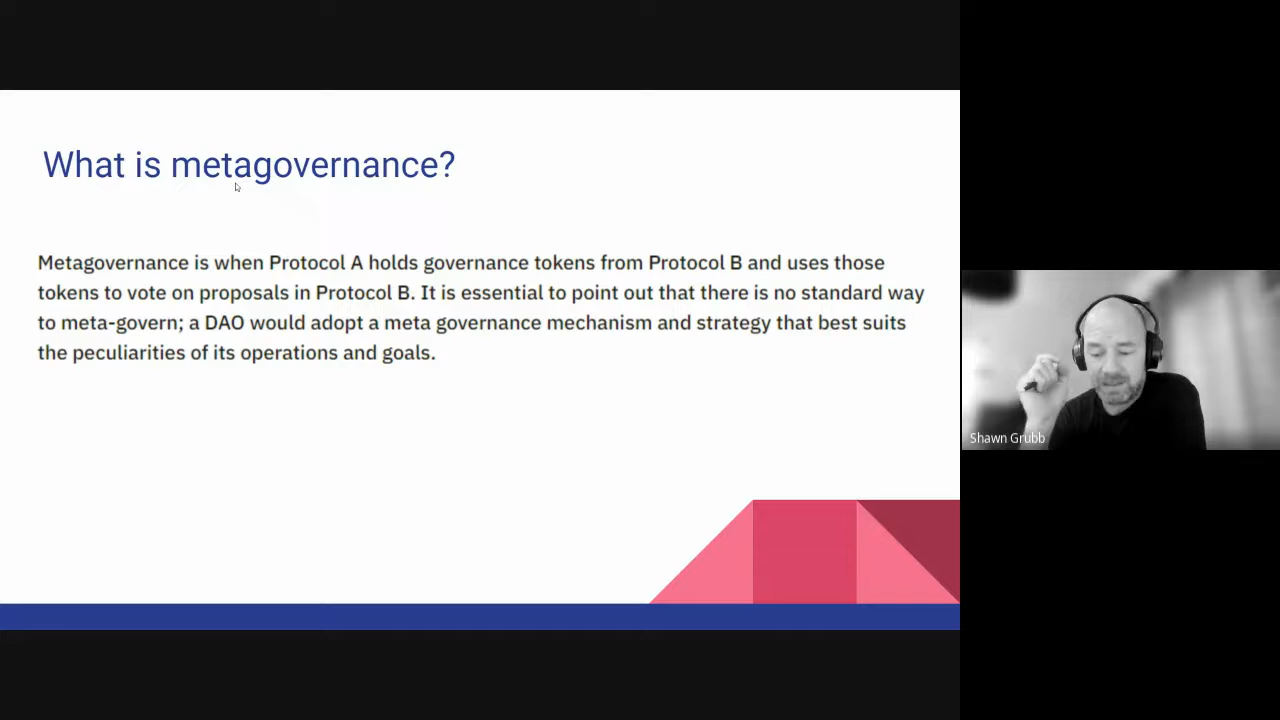 What is metagovernance?
Metagovernance is when Protocol A holds governance tokens from Protocol B and uses those
tokens to vote on proposals in Protocol B. It is essential to point out that there is no standard way
to meta-govern; a DAO would adopt a meta governance mechanism and strategy that best suits
the peculiarities of its operations and goals.
Shawn Grubb